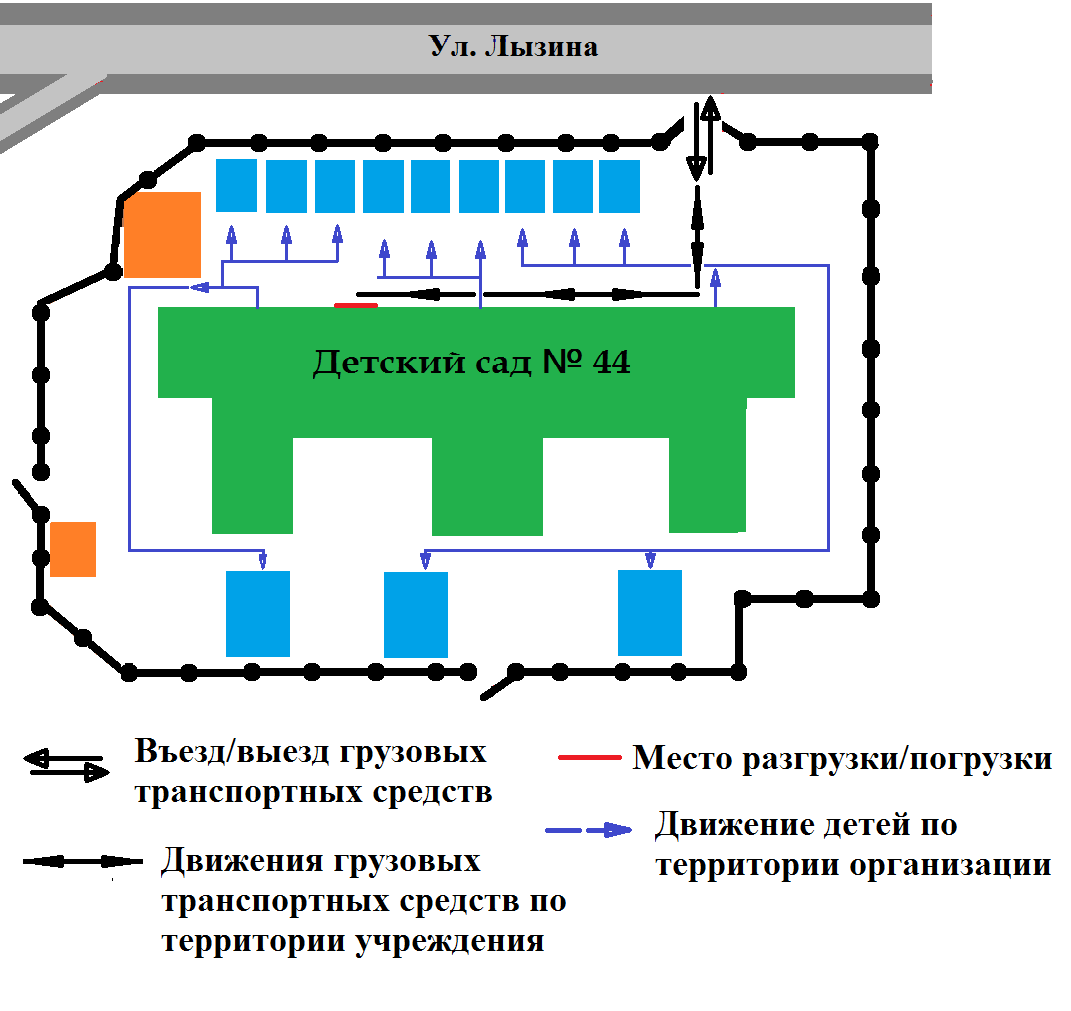 Ул. Лызина
Детский сад № 44
Въезд/выезд грузовых
транспортных средств
Движения грузовых
транспортных средств по
территории учреждения
Место разгрузки/погрузки
Движение детей по
территории организации